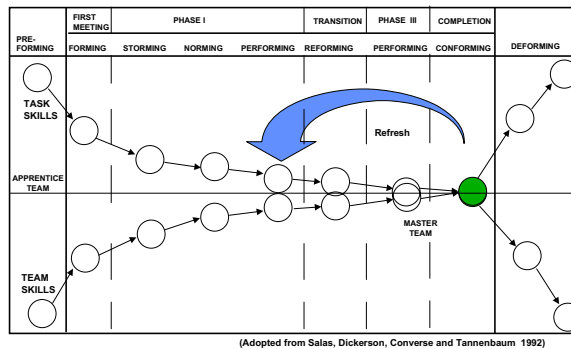 FIRST
MEETING
PHASE I
TRANSITION
PHASE III
COMPLETION
PRE-
FORMING
FORMING
STORMING
NORMING
PERFORMING
REFORMING
PERFORMING
CONFORMING
DEFORMING
TASK
SKILLS
Refresh
APPRENTICE
TEAM
MASTER
TEAM
TEAM
SKILLS
(Adopted from Salas, Dickerson, Converse and Tannenbaum 1992)